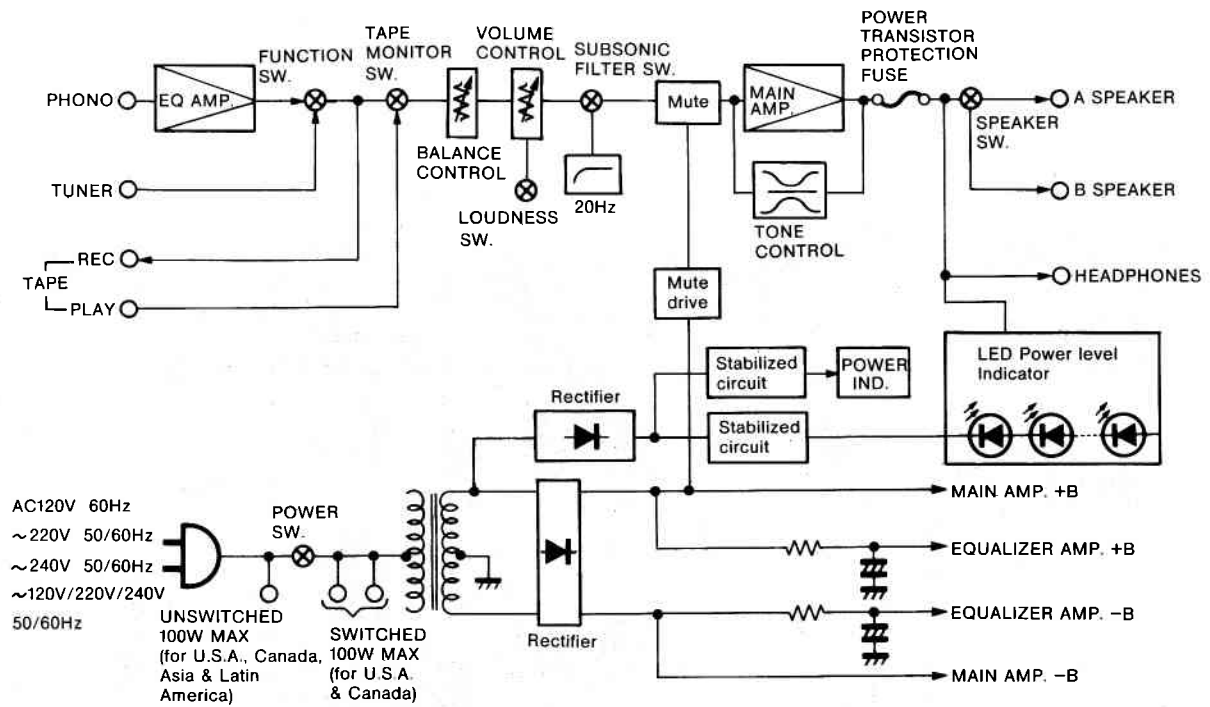 PHONO
EQ AMP.
FUNCTION
SW.
TAPE
MONITOR
SW.
VOLUME
CONTROL
SUBSONIC
FILTER SW.
BALANCE
CONTROL
LOUDNESS
SW.
20Hz
Mute
MAIN
AMP.
POWER
TRANSISTOR
PROTECTION
FUSE
A SPEAKER
SPEAKER
SW.
TUNER
B SPEAKER
TONE
CONTROL
REC
TAPE
PLAY
HEADPHONES
Mute
drive
Stabilized
circuit
POWER
IND.
LED Power level
Indicator
Rectifier
Stabilized
circuit
AC120V 60Hz
~220V 50/60Hz
~240V 50/60Hz
~120V/220V/240V
50/60Hz
POWER
SW.
UNSWITCHED
100W MAX
(for U.S.A., Canada,
Asia & Latin
America)
SWITCHED
100W MAX
(for U.S.A.
& Canada)
Rectifier
MAIN AMP. +B
EQUALIZER AMP. +B
EQUALIZER AMP. −B
MAIN AMP. −B